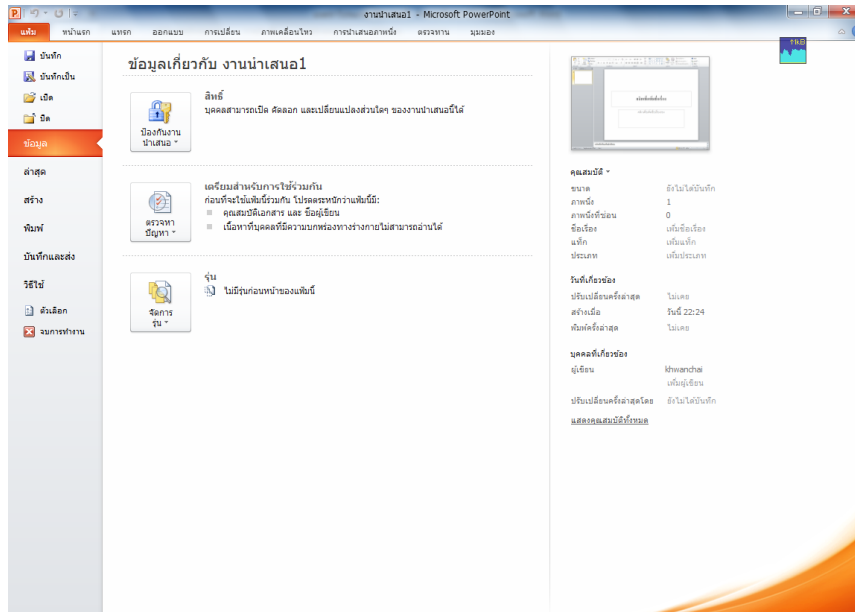 งานนำเสนอ1 - Microsoft PowerPoint
แฟ้ม หน้าแรก แทรก ออกแบบ การเปลี่ยน ภาพเคลื่อนไหว การนำเสนอภาพนิ่ง ตรวจทาน มุมมอง
บันทึก
บันทึกเป็น
เปิด
ปิด
ข้อมูล
ล่าสุด
สร้าง
พิมพ์
บันทึกและส่ง
วิธีใช้
ตัวเลือก
จบการทำงาน
ข้อมูลเกี่ยวกับ งานนำเสนอ1
ป้องกันงาน
นำเสนอ
สิทธิ์
บุคคลสามารถเปิด คัดลอก และเปลี่ยนแปลงส่วนใดๆ ของงานนำเสนอนี้ได้
ตรวจหา
ปัญหา
เตรียมสำหรับการใช้ร่วมกัน
ก่อนที่จะใช้แฟ้มนี้ร่วมกัน โปรดตระหนักว่าแฟ้มนี้มี:
คุณสมบัติเอกสาร และ ชื่อผู้เขียน
เนื้อหาที่บุคคลที่มีความบกพร่องทางร่างกายไม่สามารถอ่านได้
จัดการ
รุ่น
รุ่น
ไม่มีรุ่นก่อนหน้าของแฟ้มนี้
คุณสมบัติ
ขนาด ยังไม่ได้บันทึก
ภาพนิ่ง 1
ภาพนิ่งที่ซ่อน 0
ชื่อเรื่อง เพิ่มชื่อเรื่อง
แท็ก เพิ่มแท็ก
ประเภท เพิ่มประเภท
วันที่เกี่ยวข้อง
ปรับเปลี่ยนครั้งล่าสุด ไม่เคย
สร้างเมื่อ วันนี้ 22:24
พิมพ์ครั้งล่าสุด ไม่เคย
บุคคลที่เกี่ยวข้อง
ผู้เขียน khwanchai
เพิ่มผู้เขียน
ปรับเปลี่ยนครั้งล่าสุดโดย ยังไม่ได้บันทึก
แสดงคุณสมบัติทั้งหมด